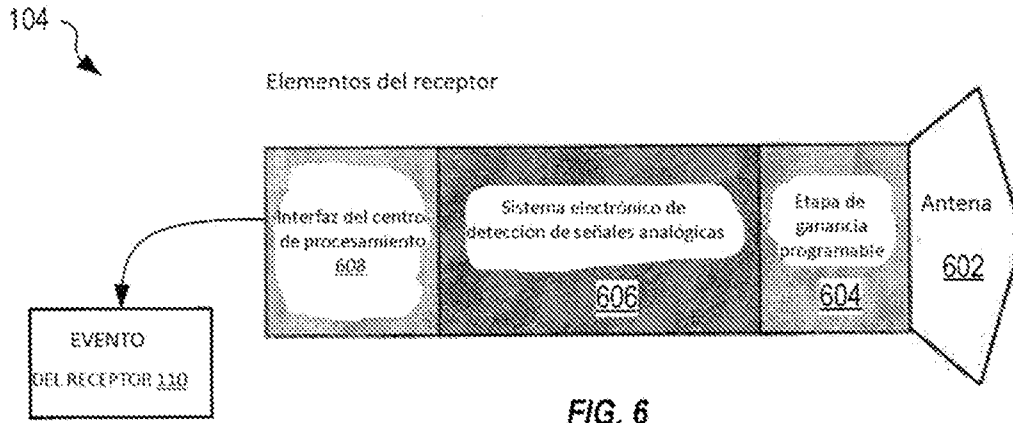 104
Elementos del receptor
Interfaz del centro
de procesamiento
608
Sistema electrónico de
detección de señales analógicas
606
Etapa de
ganancia
programable
604
Antena
602
EVENTO
DEL RECEPTOR 110
FIG. 6